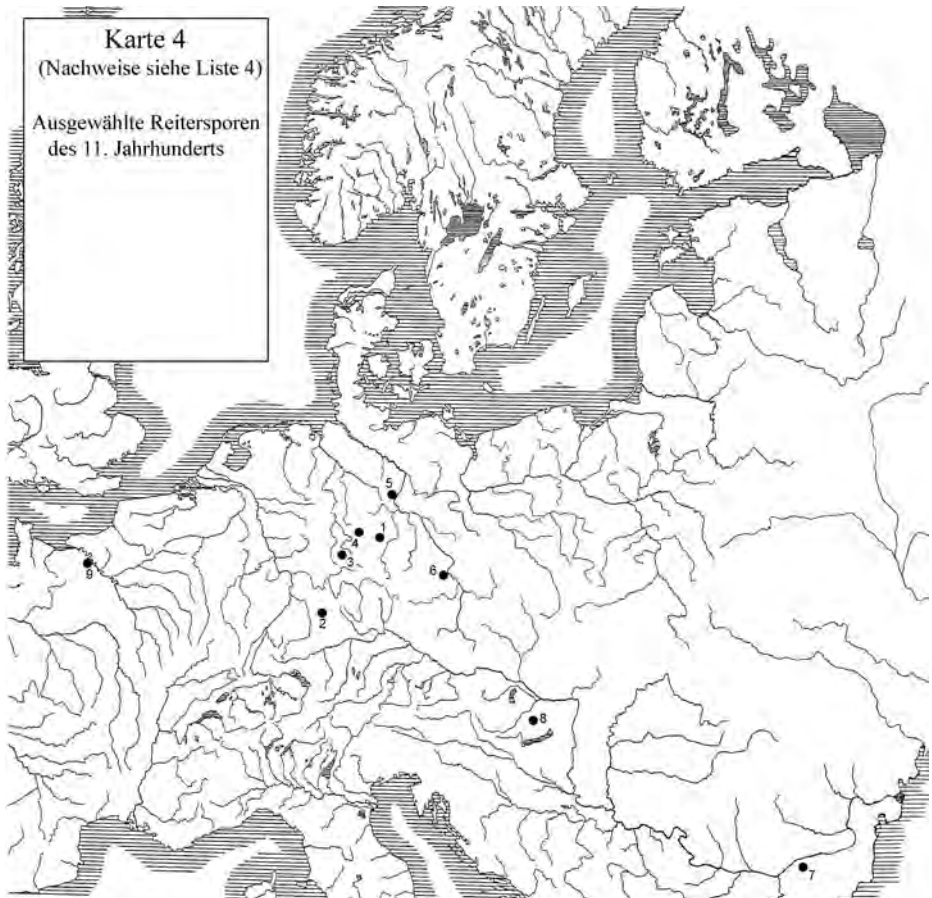 Karte 4
(Nachweise siehe Liste 4)
Ausgewählte Reitersporen
des 11. Jahrhunderts
5
4
1
3
6
9
2
8
7